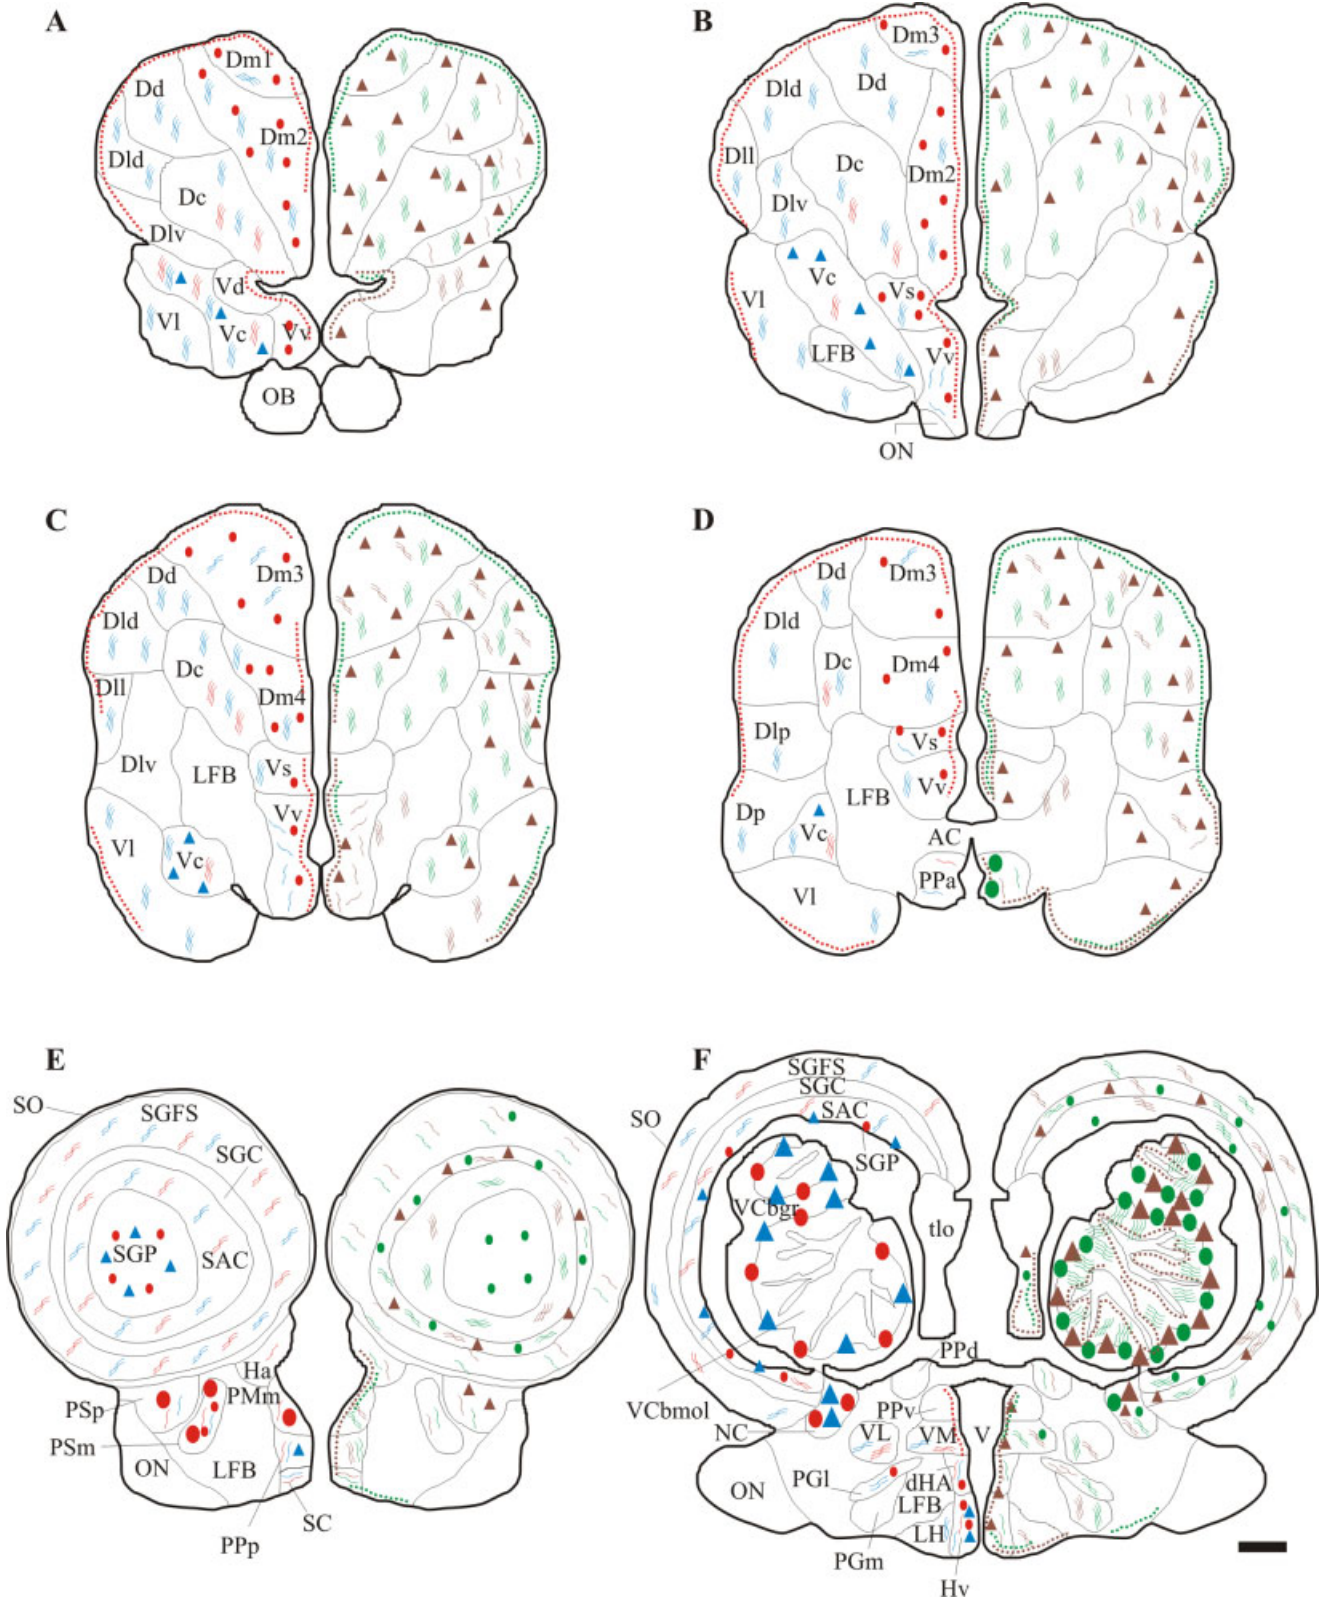 A
Dm1
Dd
Dm2
Dld
Dc
Dlv
Vd
Vl
Vc
Vv
OB
B
Dm3
Dld
Dd
Dll
Dc
Dm2
Dlv
Vc
Vs
Vl
LFB
Vv
ON
C
Dd
Dm3
Dld
Dc
Dll
Dm4
Dlv
LFB
Vs
Vv
Vl
Vc
D
Dd
Dm3
Dld
Dc
Dm4
Dlp
Vs
LFB
Vv
Dp
Vc
AC
PPa
Vl
E
SO
SGFS
SGC
SGP
SAC
Ha
PMm
PSp
PSm
ON
LFB
SC
PPp
F
SGFS
SGC
SAC
SO
SGP
VCbgr
tlo
PPd
VCbmol
PPv
NC
VL
VM
V
PGl
dHA
ON
LFB
LH
PGm
Hv